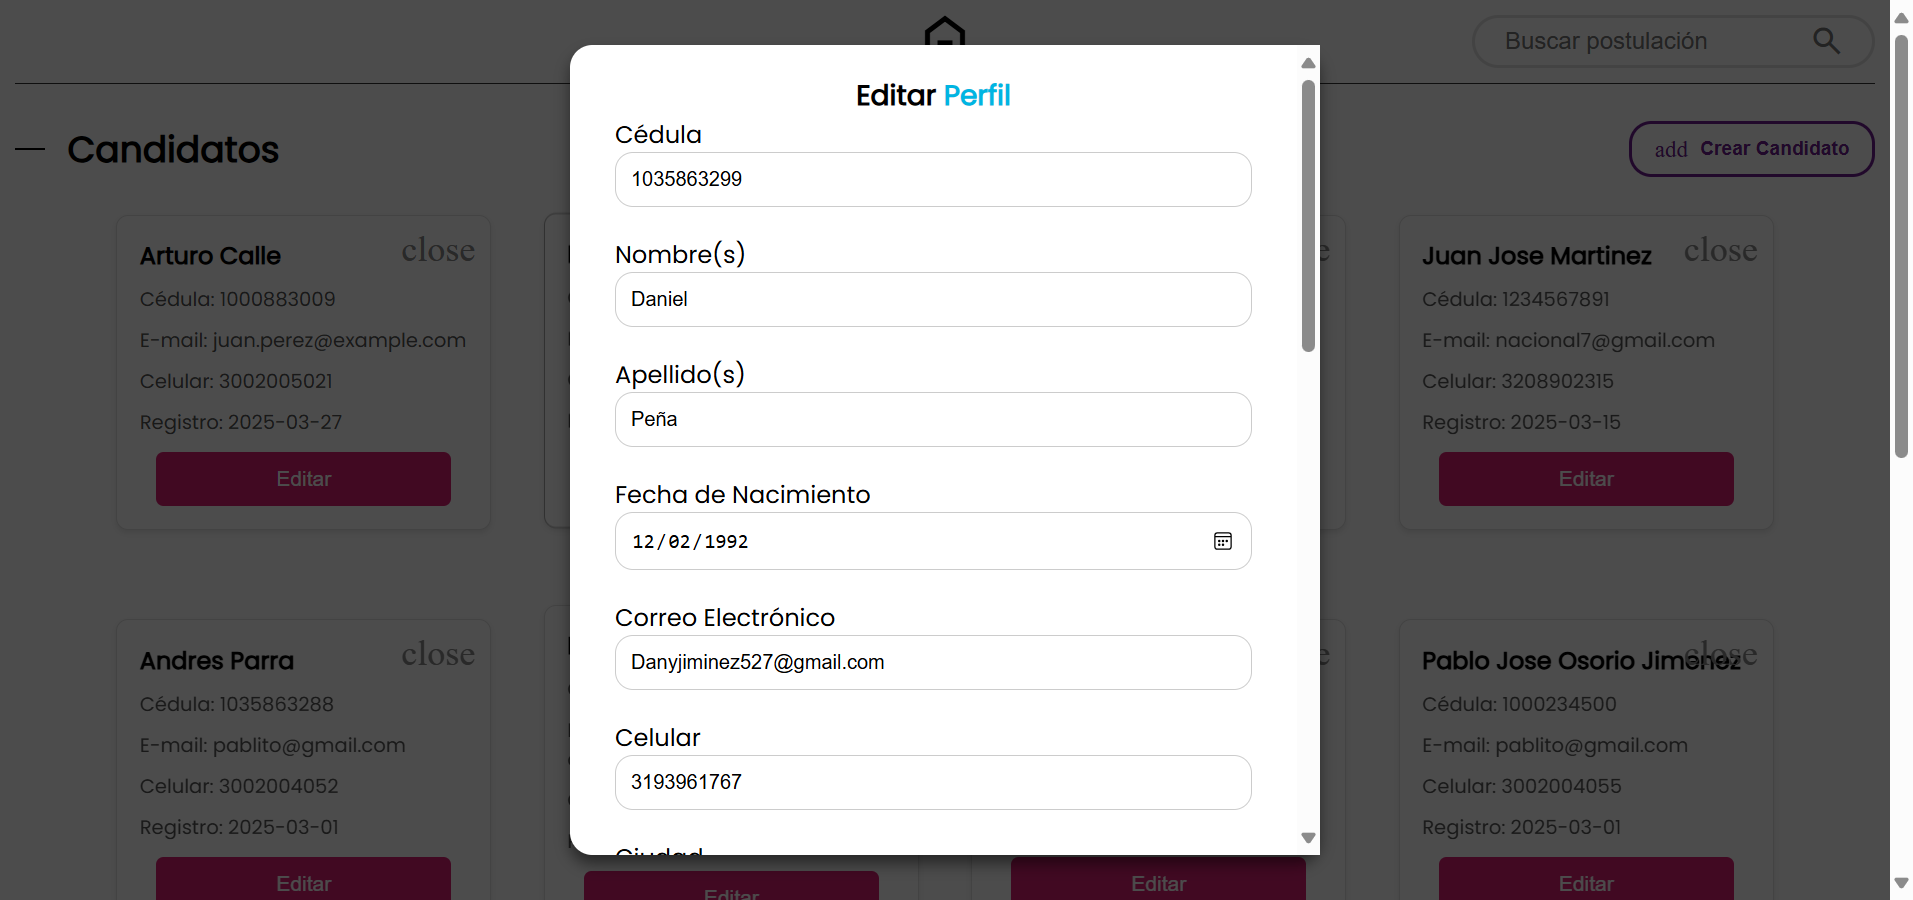 Buscar postulación
Candidatos
add Crear Candidato
Editar Perfil
Cédula
1035863299
Nombre(s)
Daniel
Apellido(s)
Peña
Fecha de Nacimiento
12/02/1992
Correo Electrónico
Danyjiminez527@gmail.com
Celular
3193961767
Ciudad
Arturo Calle
close
Cédula: 1000883009
E-mail: juan.perez@example.com
Celular: 3002005021
Registro: 2025-03-27
Editar
Juan Jose Martinez
close
Cédula: 1234567891
E-mail: nacional7@gmail.com
Celular: 3208902315
Registro: 2025-03-15
Editar
Andres Parra
close
Cédula: 1035863288
E-mail: pablito@gmail.com
Celular: 3002004052
Registro: 2025-03-01
Editar
Editar
Editar
Pablo Jose Osorio Jimenez
close
Cédula: 1000234500
E-mail: pablito@gmail.com
Celular: 3002004055
Registro: 2025-03-01
Editar